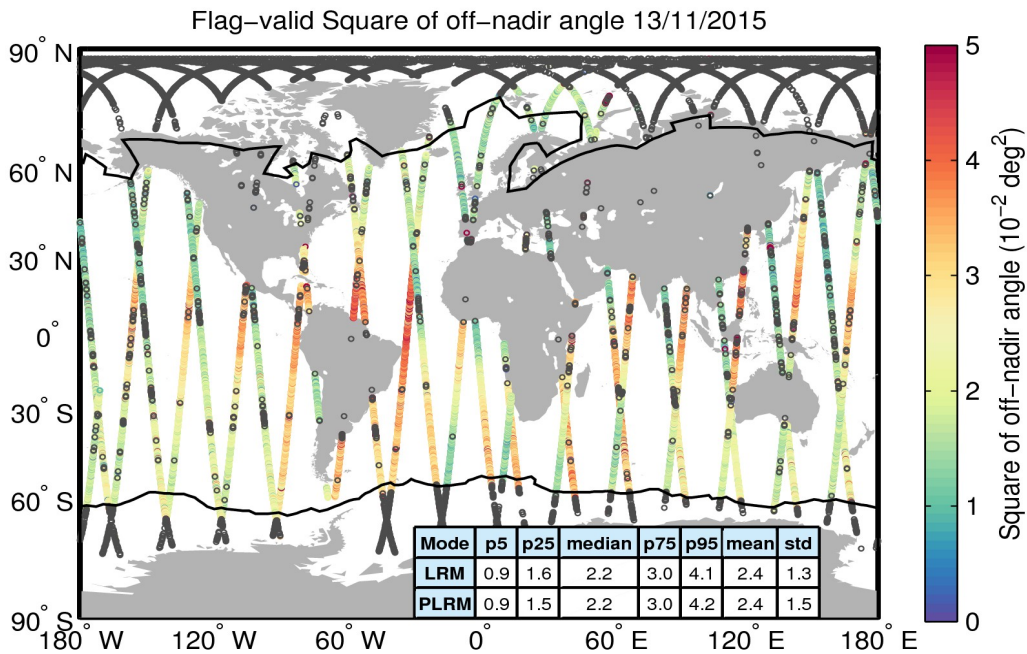 Flag−valid Square of off−nadir angle 13/11/2015
90° N
60° N
30° N
0°
30° S
60° S
90° S
180° W
120° W
60° W
0°
60° E
120° E
180° E
Mode p5 p25 median p75 p95 mean std
LRM 0.9 1.6 2.2 3.0 4.1 2.4 1.3
PLRM 0.9 1.5 2.2 3.0 4.2 2.4 1.5
5
4
3
2
1
0
Square of off−nadir angle (10⁻² deg²)